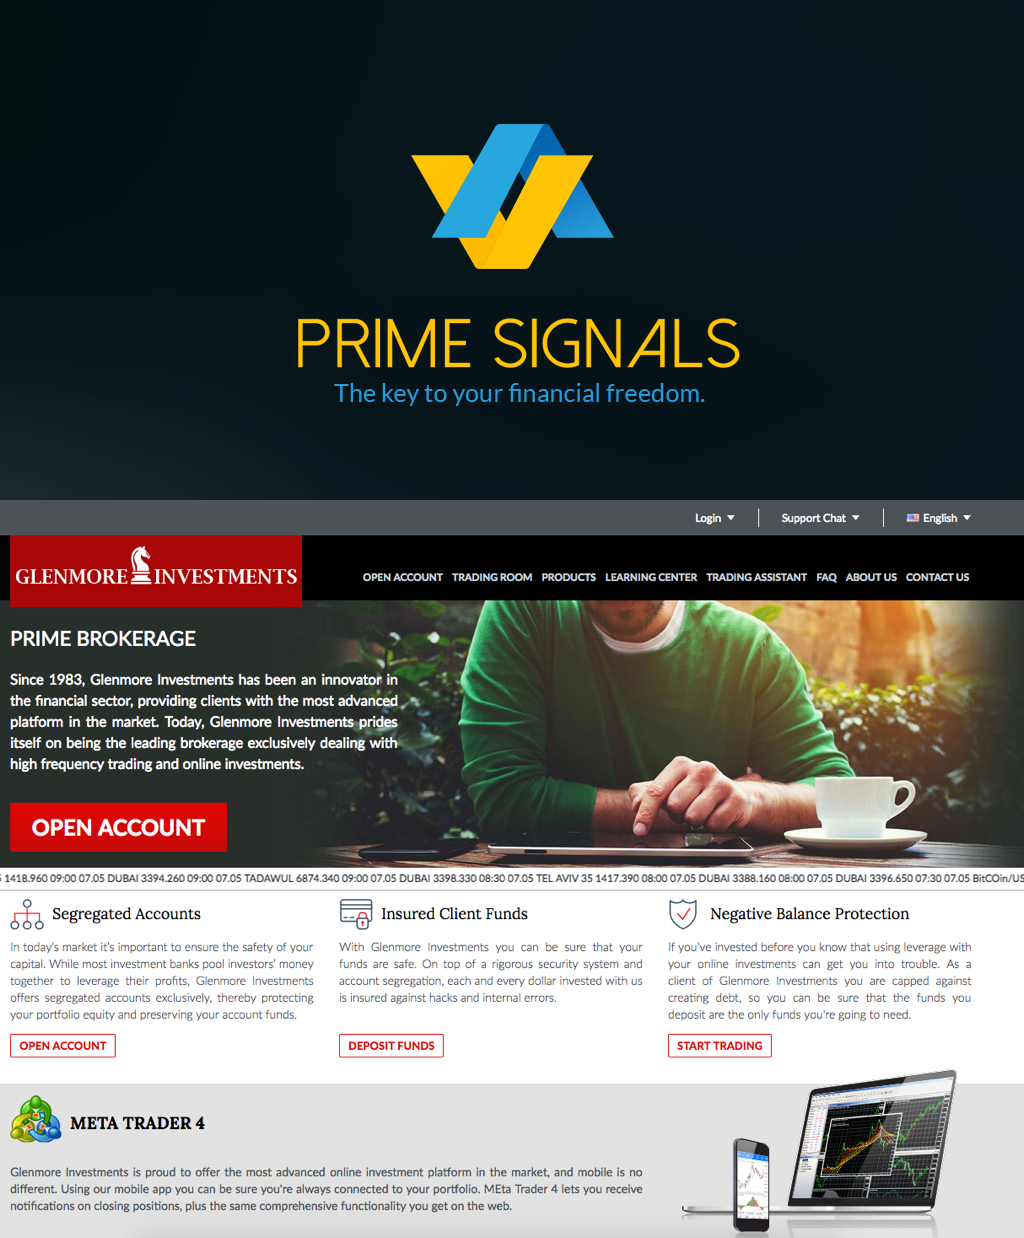 PRIME SIGNALS
The key to your financial freedom.
Login
Support Chat
English
GLENMORE INVESTMENTS
OPEN ACCOUNT TRADING ROOM PRODUCTS LEARNING CENTER TRADING ASSISTANT FAQ ABOUT US CONTACT US
PRIME BROKERAGE
Since 1983, Glenmore Investments has been an innovator in
the financial sector, providing clients with the most advanced
platform in the market. Today, Glenmore Investments prides
itself on being the leading brokerage exclusively dealing with
high frequency trading and online investments.
OPEN ACCOUNT
1418.960 09:00 07.05 DUBAI 3394.260 09:00 07.05 TADAWUL 6874.340 09:00 07.05 DUBAI 3398.330 08:30 07.05 TEL AVIV 35 1417.390 08:00 07.05 DUBAI 3388.160 08:00 07.05 DUBAI 3396.650 07:30 07.05 BitCOin/US
Segregated Accounts
In today's market it's important to ensure the safety of your
capital. While most investment banks pool investors' money
together to leverage their profits, Glenmore Investments
offers segregated accounts exclusively, thereby protecting
your portfolio equity and preserving your account funds.
OPEN ACCOUNT
Insured Client Funds
With Glenmore Investments you can be sure that your
funds are safe. On top of a rigorous security system and
account segregation, each and every dollar invested with us
is insured against hacks and internal errors.
DEPOSIT FUNDS
Negative Balance Protection
If you've invested before you know that using leverage with
your online investments can get you into trouble. As a
client of Glenmore Investments you are capped against
creating debt, so you can be sure that the funds you
deposit are the only funds you're going to need.
START TRADING
META TRADER 4
Glenmore Investments is proud to offer the most advanced online investment platform in the market, and mobile is no
different. Using our mobile app you can be sure you're always connected to your portfolio. MEta Trader 4 lets you receive
notifications on closing positions, plus the same comprehensive functionality you get on the web.